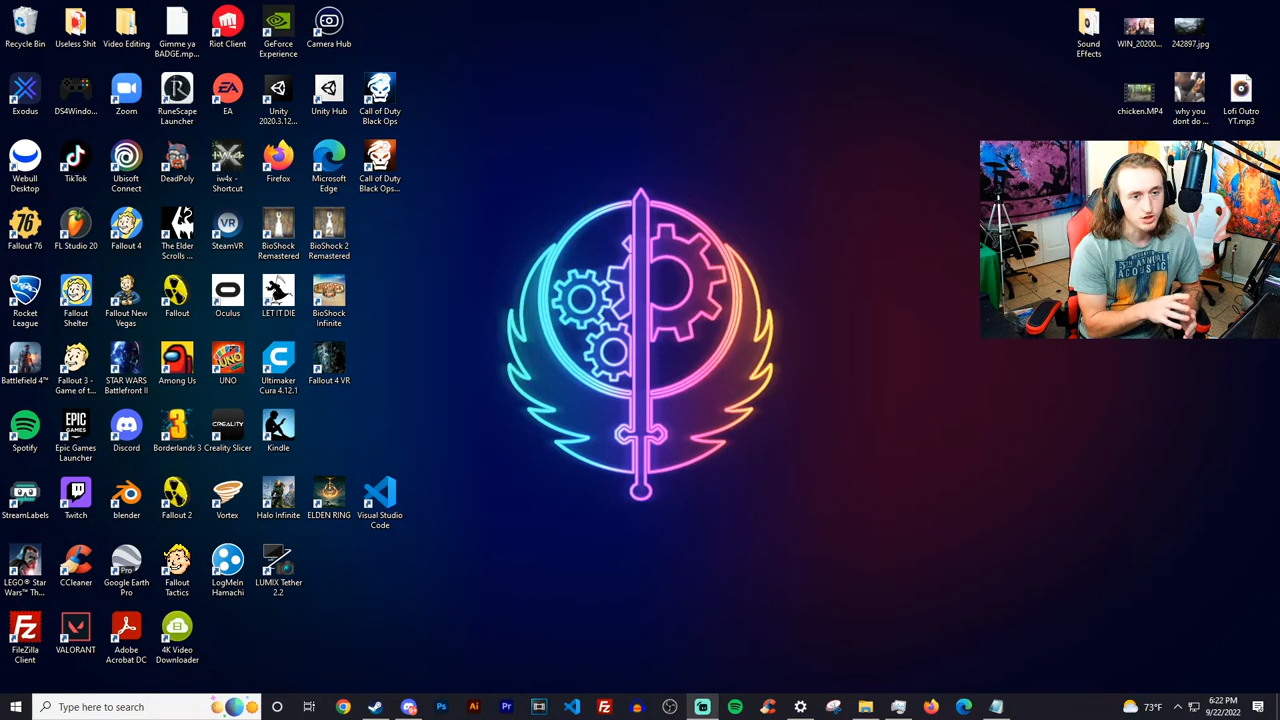 Recycle Bin
Useless Shit
Video Editing
Gimme ya
BADGE.mp...
Riot Client
GeForce
Experience
Camera Hub
Sound
EFfects
WIN_20200...
242897.jpg
Exodus
DS4Windo...
Zoom
RuneScape
Launcher
EA
Unity
2020.3.12...
Unity Hub
Call of Duty
Black Ops
chicken.MP4
why you
dont do ...
Lofi Outro
YT.mp3
Webull
Desktop
TikTok
Ubisoft
Connect
DeadPoly
iw4x -
Shortcut
Firefox
Microsoft
Edge
Call of Duty
Black Ops...
Fallout 76
FL Studio 20
Fallout 4
The Elder
Scrolls ...
SteamVR
BioShock
Remastered
BioShock 2
Remastered
Rocket
League
Fallout
Shelter
Fallout New
Vegas
Fallout
Oculus
LET IT DIE
BioShock
Infinite
Battlefield 4™
Fallout 3 -
Game of t...
STAR WARS
Battlefront II
Among Us
UNO
Ultimaker
Cura 4.12.1
Fallout 4 VR
Spotify
Epic Games
Launcher
Discord
Borderlands 3
Creality Slicer
Kindle
StreamLabels
Twitch
blender
Fallout 2
Vortex
Halo Infinite
ELDEN RING
Visual Studio
Code
LEGO® Star
Wars™ Th...
CCleaner
Google Earth
Pro
Fallout
Tactics
LogMeIn
Hamachi
LUMIX Tether
2.2
FileZilla
Client
VALORANT
Adobe
Acrobat DC
4K Video
Downloader
Type here to search
73°F
6:22 PM
9/22/2022